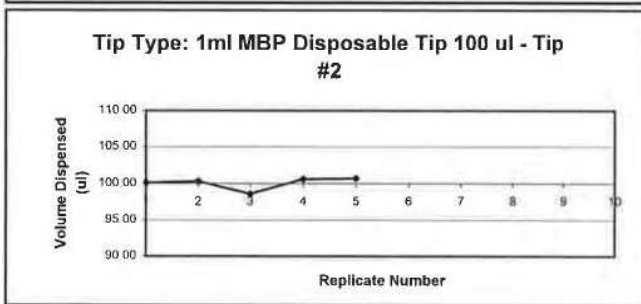 Tip Type: 1ml MBP Disposable Tip 100 ul - Tip
#2
Volume Dispensed
(ul)
110 00
105.00
100.00
95.00
90 00
2 3 4 5 6 7 8 9 10
Replicate Number